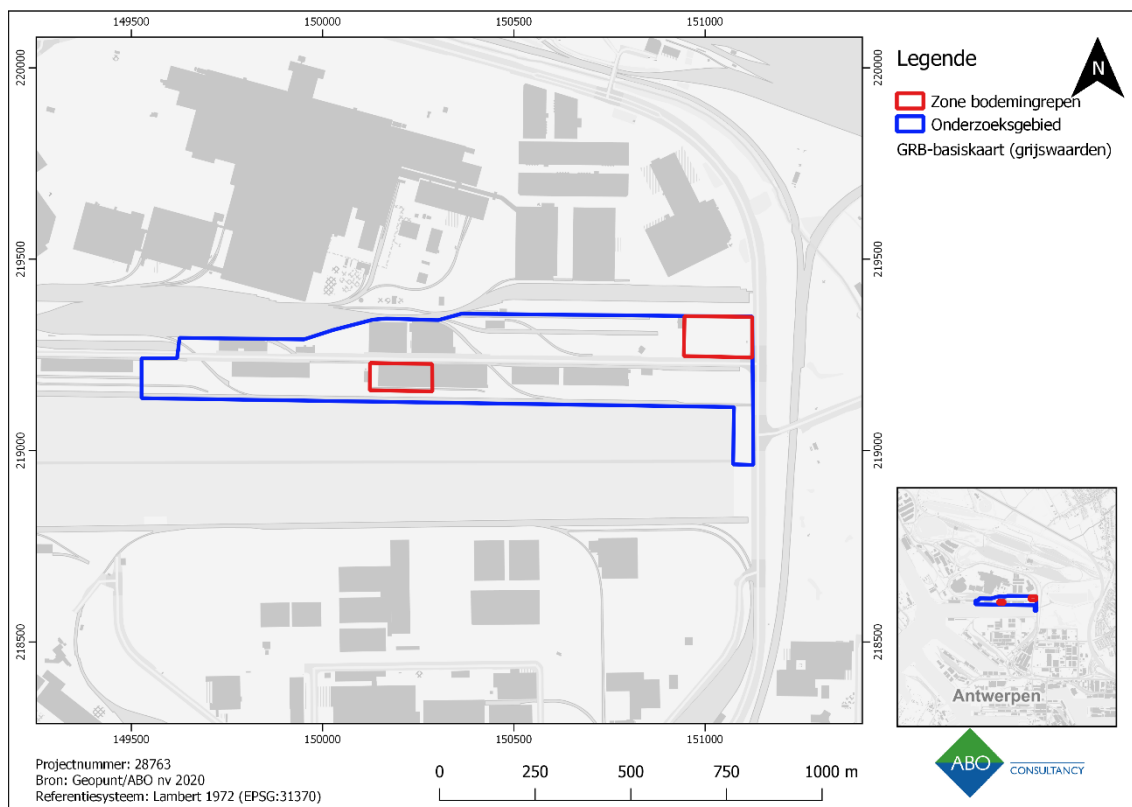 149500 150000 150500 151000
220000
219500
219000
218500
220000
219500
219000
218500
149500 150000 150500 151000
Legende
N
Zone bodemingrepen
Onderzoeksgebied
GRB-basiskaart (grijswaarden)
Antwerpen
Projectnummer: 28763
Bron: Geopunt/ABO nv 2020
Referentiesysteem: Lambert 1972 (EPSG:31370)
0 250 500 750 1000 m
ABO CONSULTANCY